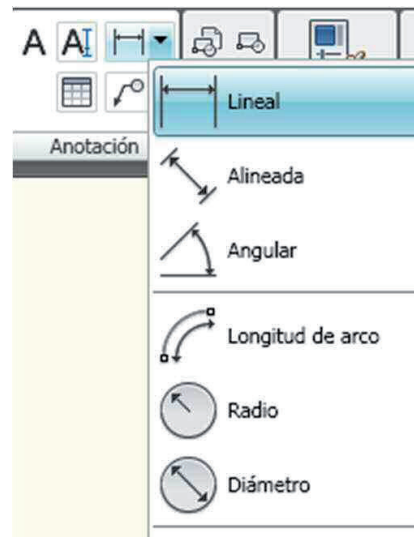 A A
Anotación
Lineal
Alineada
Angular
Longitud de arco
Radio
Diámetro